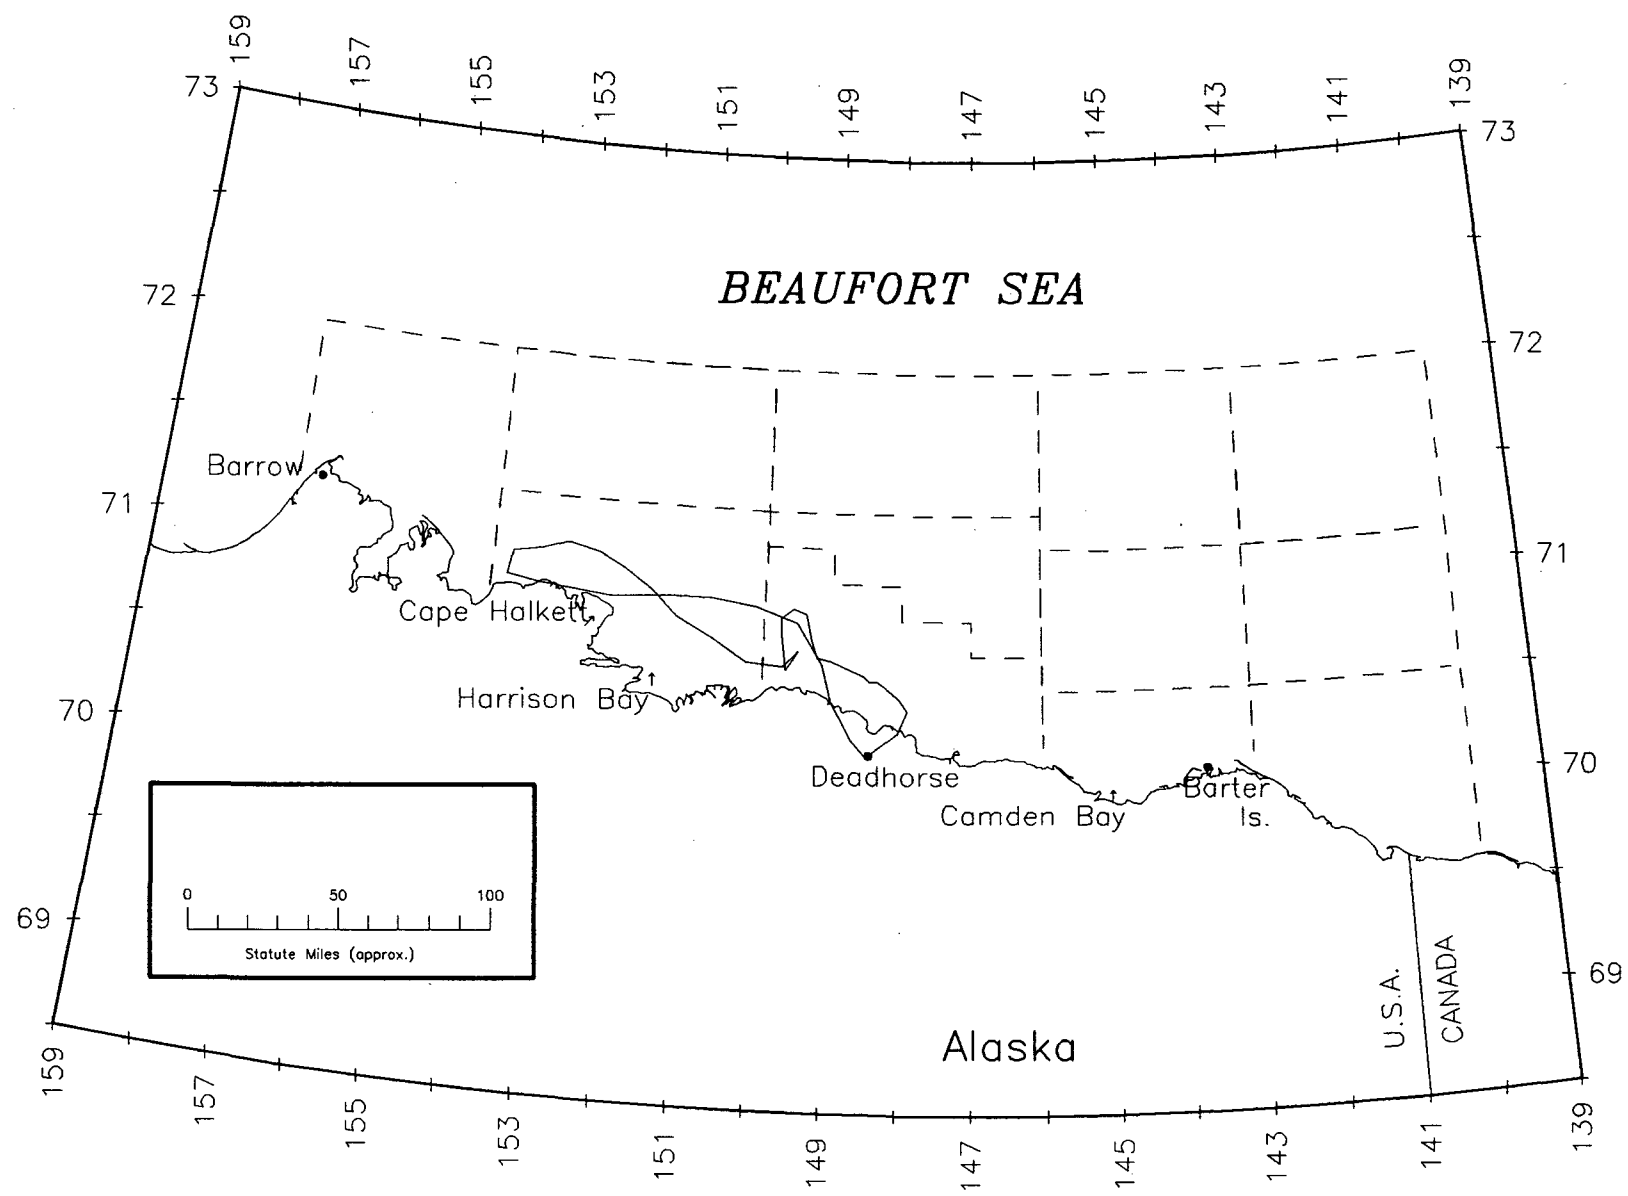 159
157
155
153
151
149
147
145
143
141
139
73
73
BEAUFORT SEA
72
72
Barrow
71
71
Cape Halkett
Harrison Bay
70
70
Deadhorse
Camden Bay
Barter
Is.
0 50 100
Statute Miles (approx.)
69
69
U.S.A.
CANADA
Alaska
159
157
155
153
151
149
147
145
143
141
139